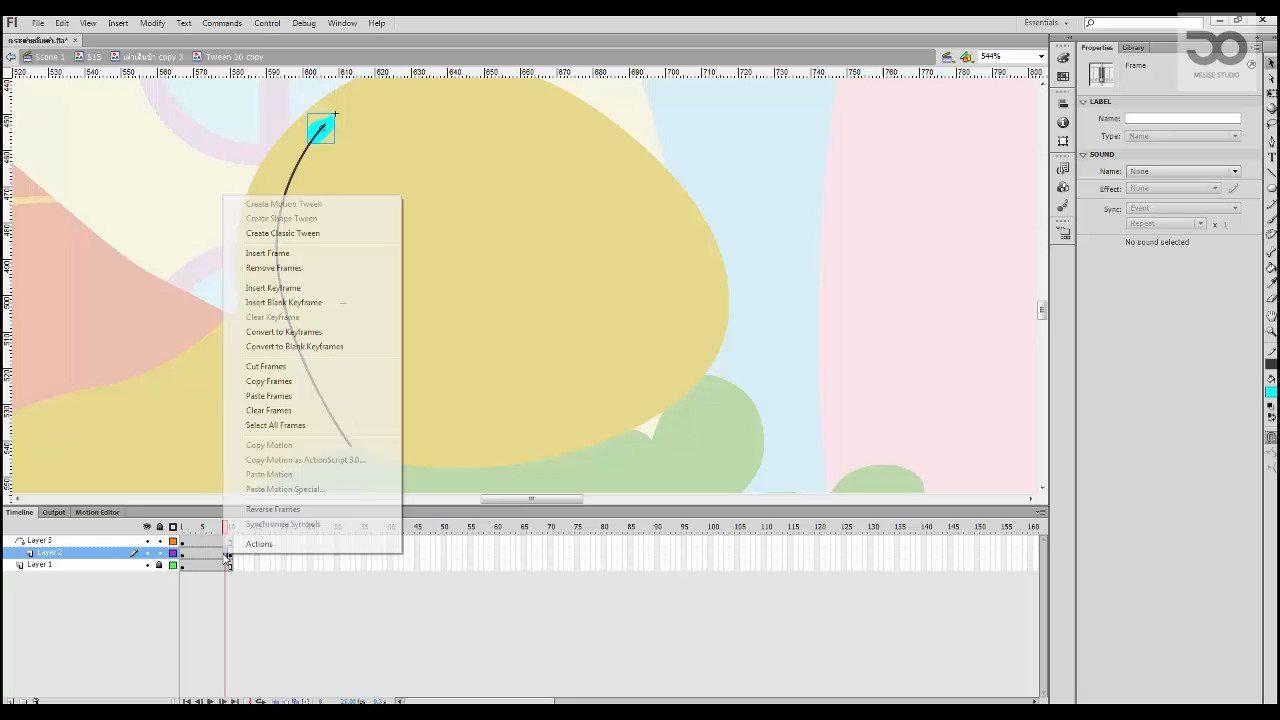 Fl File Edit View Insert Modify Text Commands Control Debug Window Help Essentials
MESISE STUDIO
Scene 1 S15 Tween 20 copy 544%
Properties Library
Frame
LABEL
Name:
Type: Name
SOUND
Name: None
Effect: None
Sync: Event
Repeat x 1
No sound selected
Create Motion Tween
Create Shape Tween
Create Classic Tween
Insert Frame
Remove Frames
Insert Keyframe
Insert Blank Keyframe
Clear Keyframe
Convert to Keyframes
Convert to Blank Keyframes
Cut Frames
Copy Frames
Paste Frames
Clear Frames
Select All Frames
Copy Motion
Copy Motion as ActionScript 3.0...
Paste Motion
Paste Motion Special...
Reverse Frames
Synchronize Symbols
Actions
Timeline Output Motion Editor
Layer 3
Layer 2
Layer 1